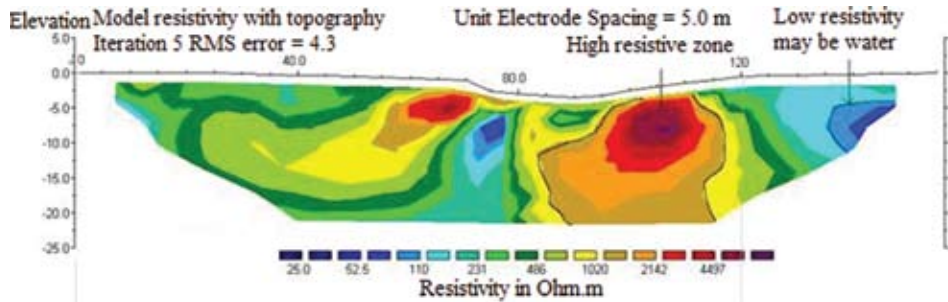 Elevation Model resistivity with topography
Iteration 5 RMS error = 4.3
Unit Electrode Spacing = 5.0 m
High resistive zone
Low resistivity
may be water
5.0
0.0
-5.0
-10.0
-15.0
-20.0
-25.0
40.0
80.0
120
25.0 52.5 110 231 486 1020 2142 4497
Resistivity in Ohm.m